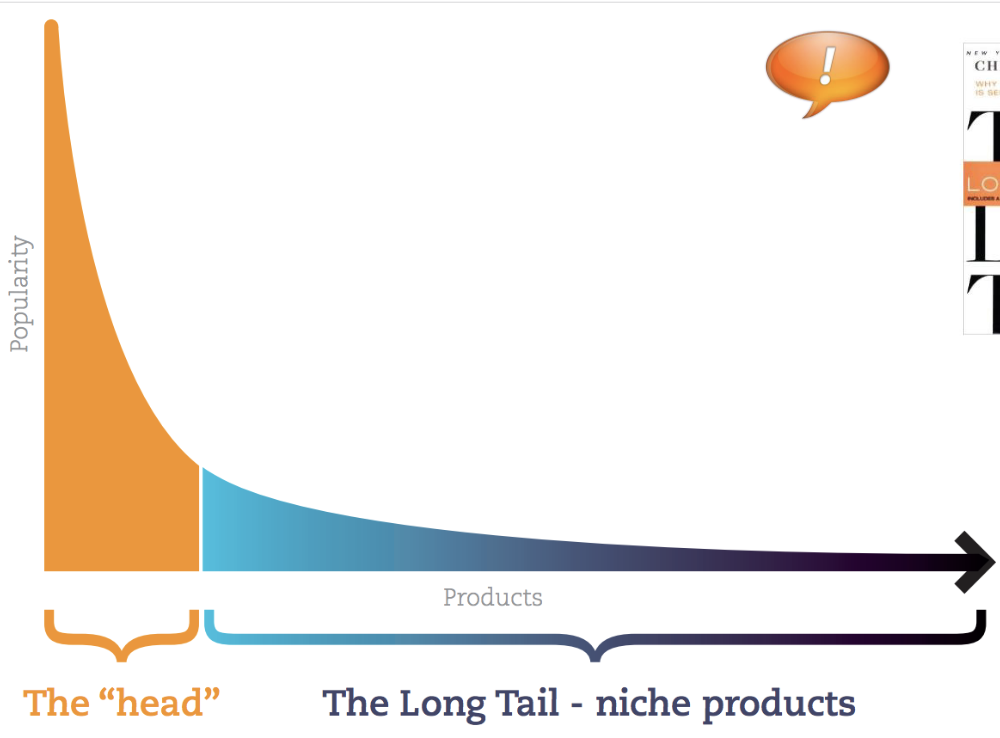 !
NEW Y
CH
WHY
IS SE
T
LO
INCLUDES A
L
T
Popularity
Products
The “head”
The Long Tail - niche products